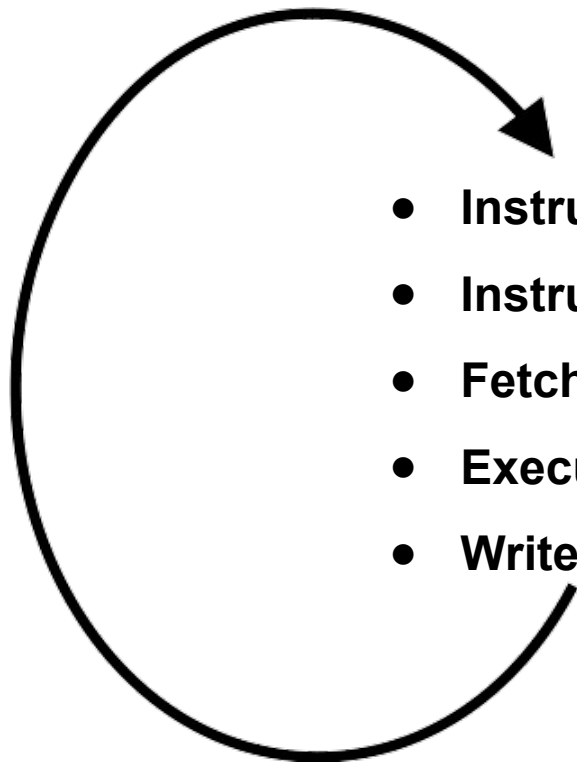 • Instru
• Instru
• Fetch
• Execu
• Write